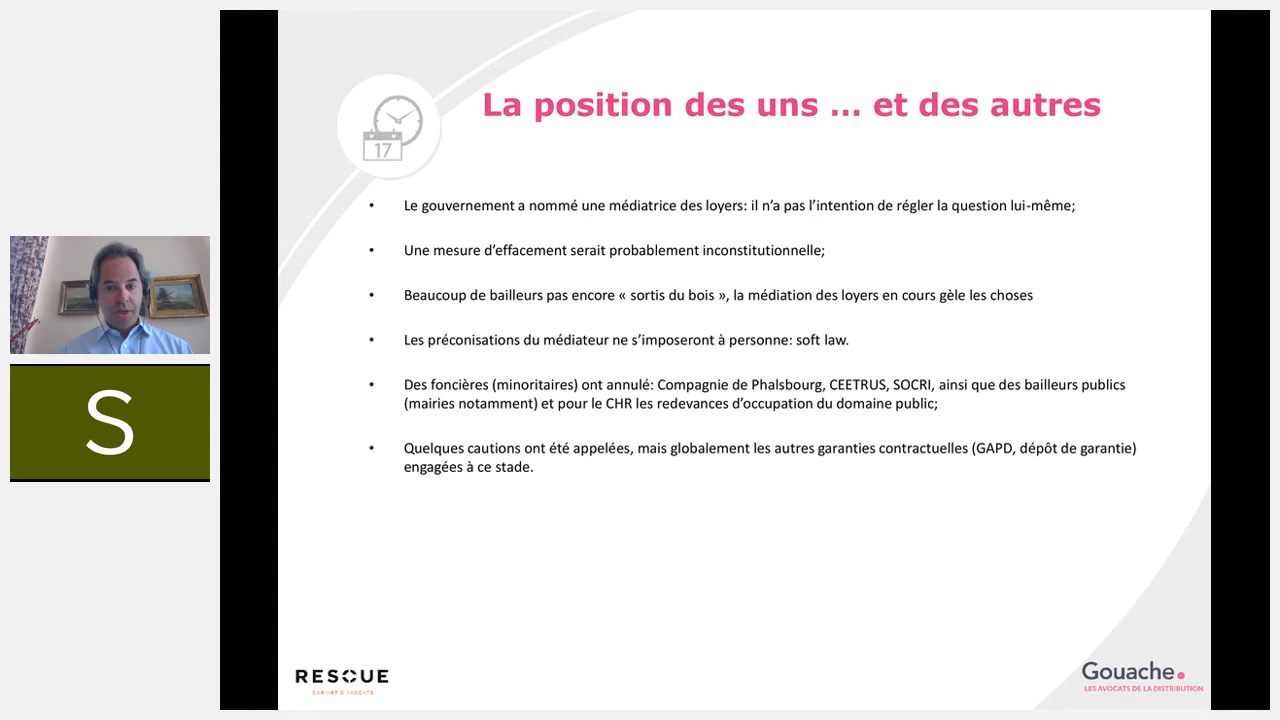 La position des uns ... et des autres
17
• Le gouvernement a nommé une médiatrice des loyers: il n’a pas l’intention de régler la question lui-même;
• Une mesure d’effacement serait probablement inconstitutionnelle;
• Beaucoup de bailleurs pas encore « sortis du bois », la médiation des loyers en cours gèle les choses
• Les préconisations du médiateur ne s’imposeront à personne: soft law.
• Des foncières (minoritaires) ont annulé: Compagnie de Phalsbourg, CEETRUS, SOCRI, ainsi que des bailleurs publics
(mairies notamment) et pour le CHR les redevances d’occupation du domaine public;
• Quelques cautions ont été appelées, mais globalement les autres garanties contractuelles (GAPD, dépôt de garantie)
engagées à ce stade.
S
RESCUE
CABINET D'AVOCATS
Gouache.
LES AVOCATS DE LA DISTRIBUTION